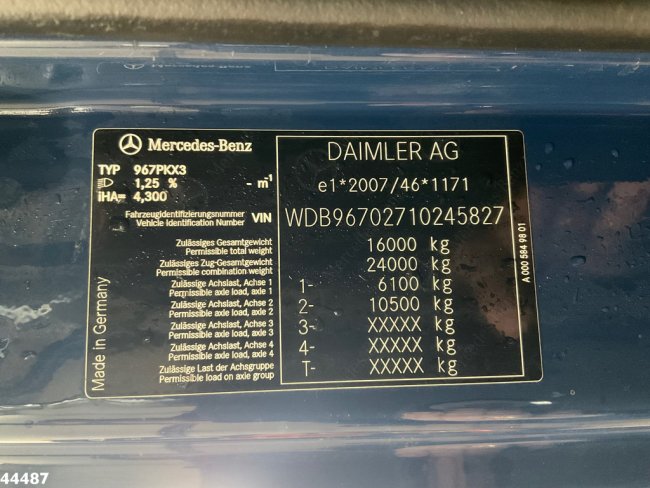 Mercedes-Benz
DAIMLER AG
TYP 967PKX3
1,25 % - m⁻¹
e1*2007/46*1171
iHA= 4,300
Fahrzeugidentifizierungsnummer
Vehicle Identification Number VIN WDB96702710245827
Zulässiges Gesamtgewicht
Permissible total weight 16000 kg
Zulässiges Zug-Gesamtgewicht
Permissible combination weight 24000 kg
Zulässige Achslast, Achse 1
Permissible axle load, axle 1 1- 6100 kg
Zulässige Achslast, Achse 2
Permissible axle load, axle 2 2- 10500 kg
Zulässige Achslast, Achse 3
Permissible axle load, axle 3 3- XXXXX kg
Zulässige Achslast, Achse 4
Permissible axle load, axle 4 4- XXXXX kg
Zulässige Last der Achsgruppe
Permissible load on axle group T- XXXXX kg
Made in Germany
A 000 584 98 01
44487